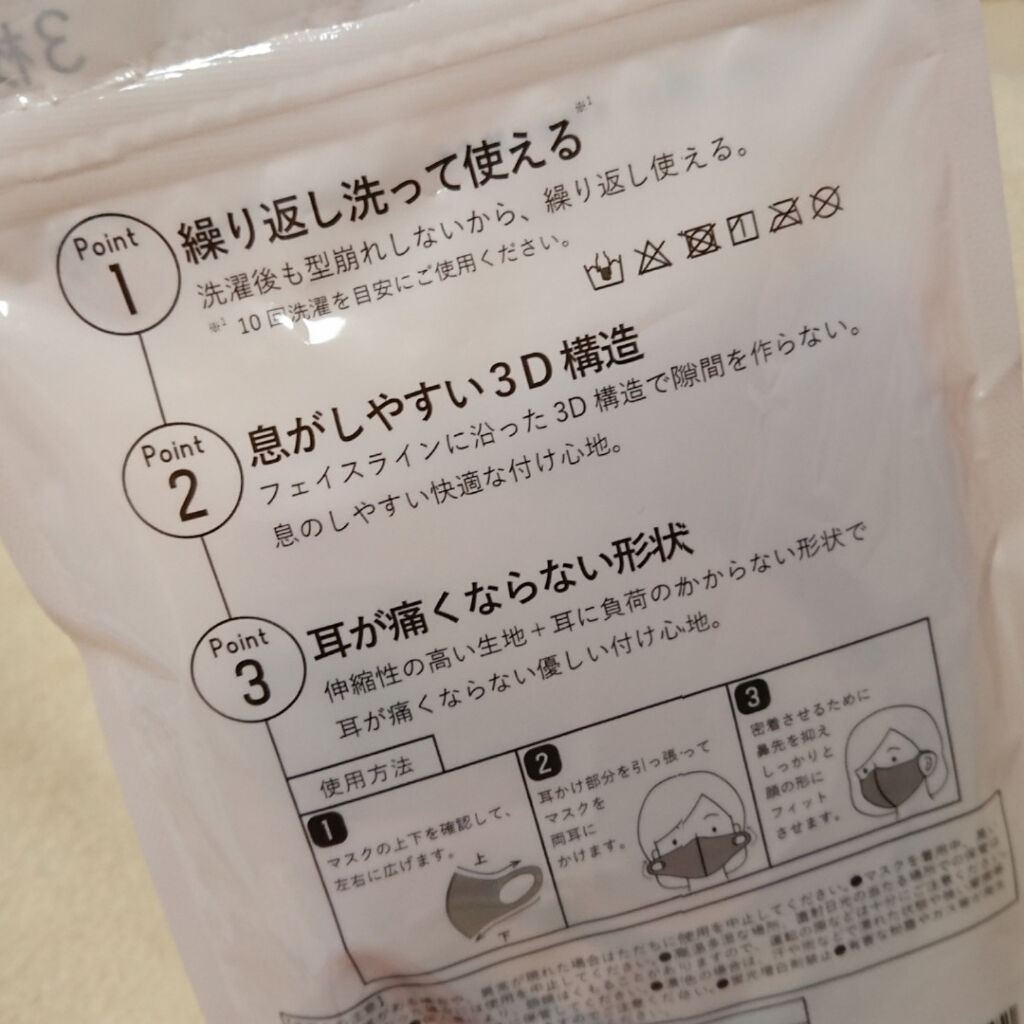 Point
1
繰り返し洗って使える※1
洗濯後も型崩れしないから、繰り返し使える。
※1 10回洗濯を目安にご使用ください。
Point
2
息がしやすい3D構造
フェイスラインに沿った3D構造で隙間を作らない。
息のしやすい快適な付け心地。
Point
3
耳が痛くならない形状
伸縮性の高い生地+耳に負荷のかからない形状で
耳が痛くならない優しい付け心地。
使用方法
1
マスクの上下を確認して、
左右に広げます。
上
下
2
耳かけ部分を引っ張って
マスクを
両耳に
かけます。
3
密着させるために
鼻先を抑え
しっかりと
顔の形に
フィット
させます。